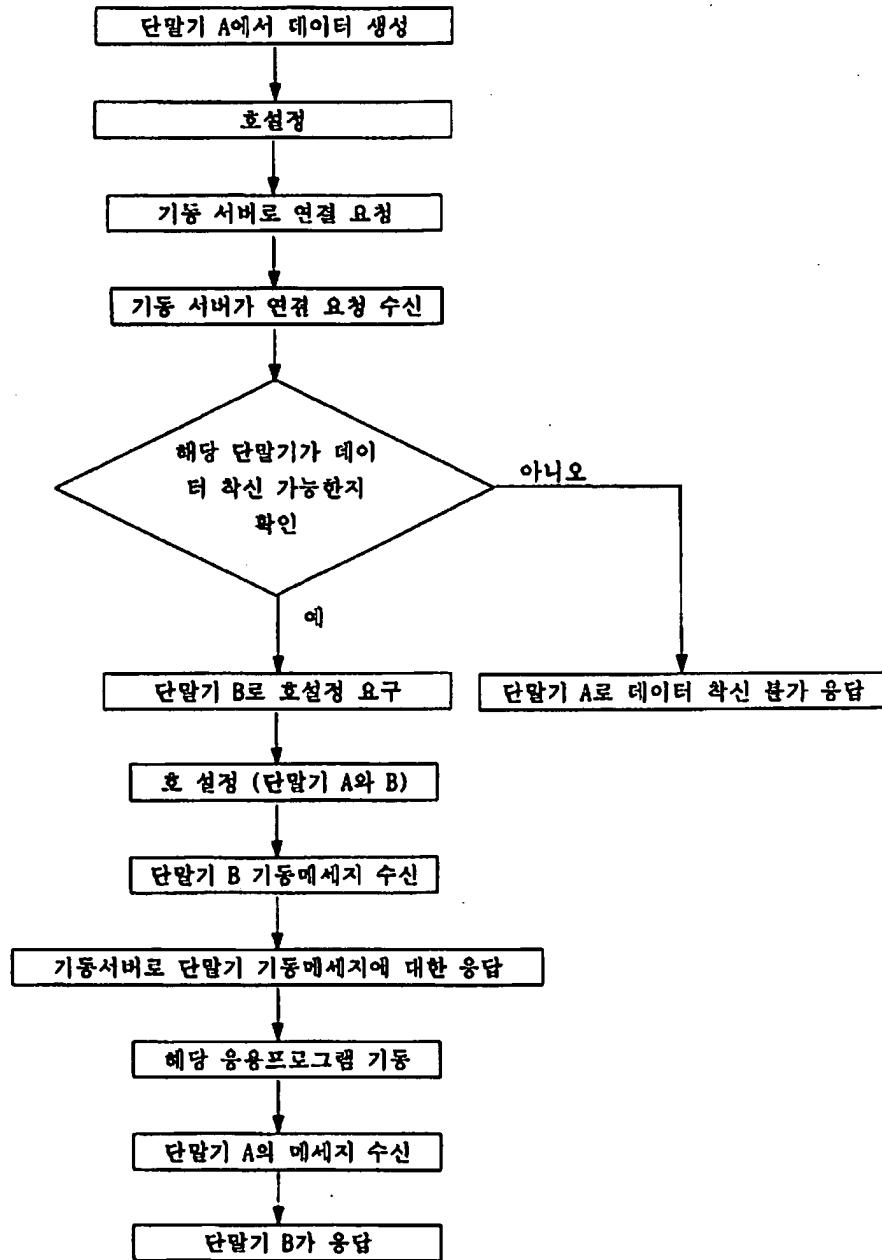 단말기 A에서 데이터 생성
호설정
기동 서버로 연결 요청
기동 서버가 연결 요청 수신
해당 단말기가 데이
터 착신 가능한지
확인
아니오
예
단말기 B로 호설정 요구
단말기 A로 데이터 착신 불가 응답
호 설정 (단말기 A와 B)
단말기 B 기동메세지 수신
기동서버로 단말기 기동메세지에 대한 응답
해당 응용프로그램 기동
단말기 A의 메세지 수신
단말기 B가 응답